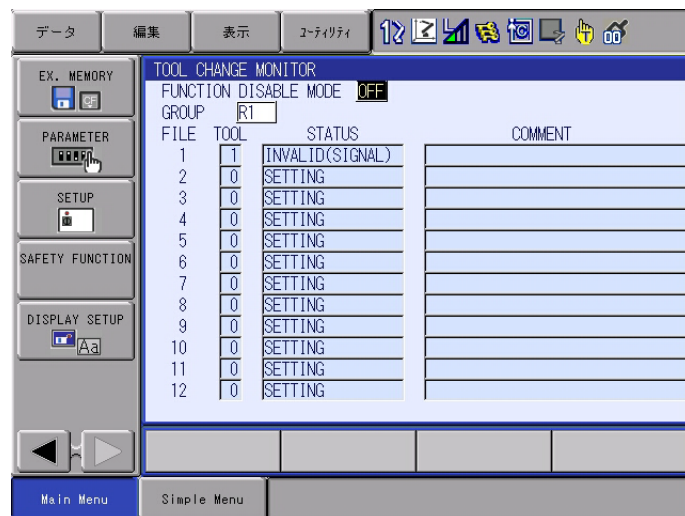 データ 編集 表示 ユーティリティ
EX. MEMORY
CF
PARAMETER
SETUP
SAFETY FUNCTION
DISPLAY SETUP
Aa
TOOL CHANGE MONITOR
FUNCTION DISABLE MODE OFF
GROUP R1
FILE TOOL STATUS COMMENT
1 1 INVALID(SIGNAL)
2 0 SETTING
3 0 SETTING
4 0 SETTING
5 0 SETTING
6 0 SETTING
7 0 SETTING
8 0 SETTING
9 0 SETTING
10 0 SETTING
11 0 SETTING
12 0 SETTING
Main Menu Simple Menu